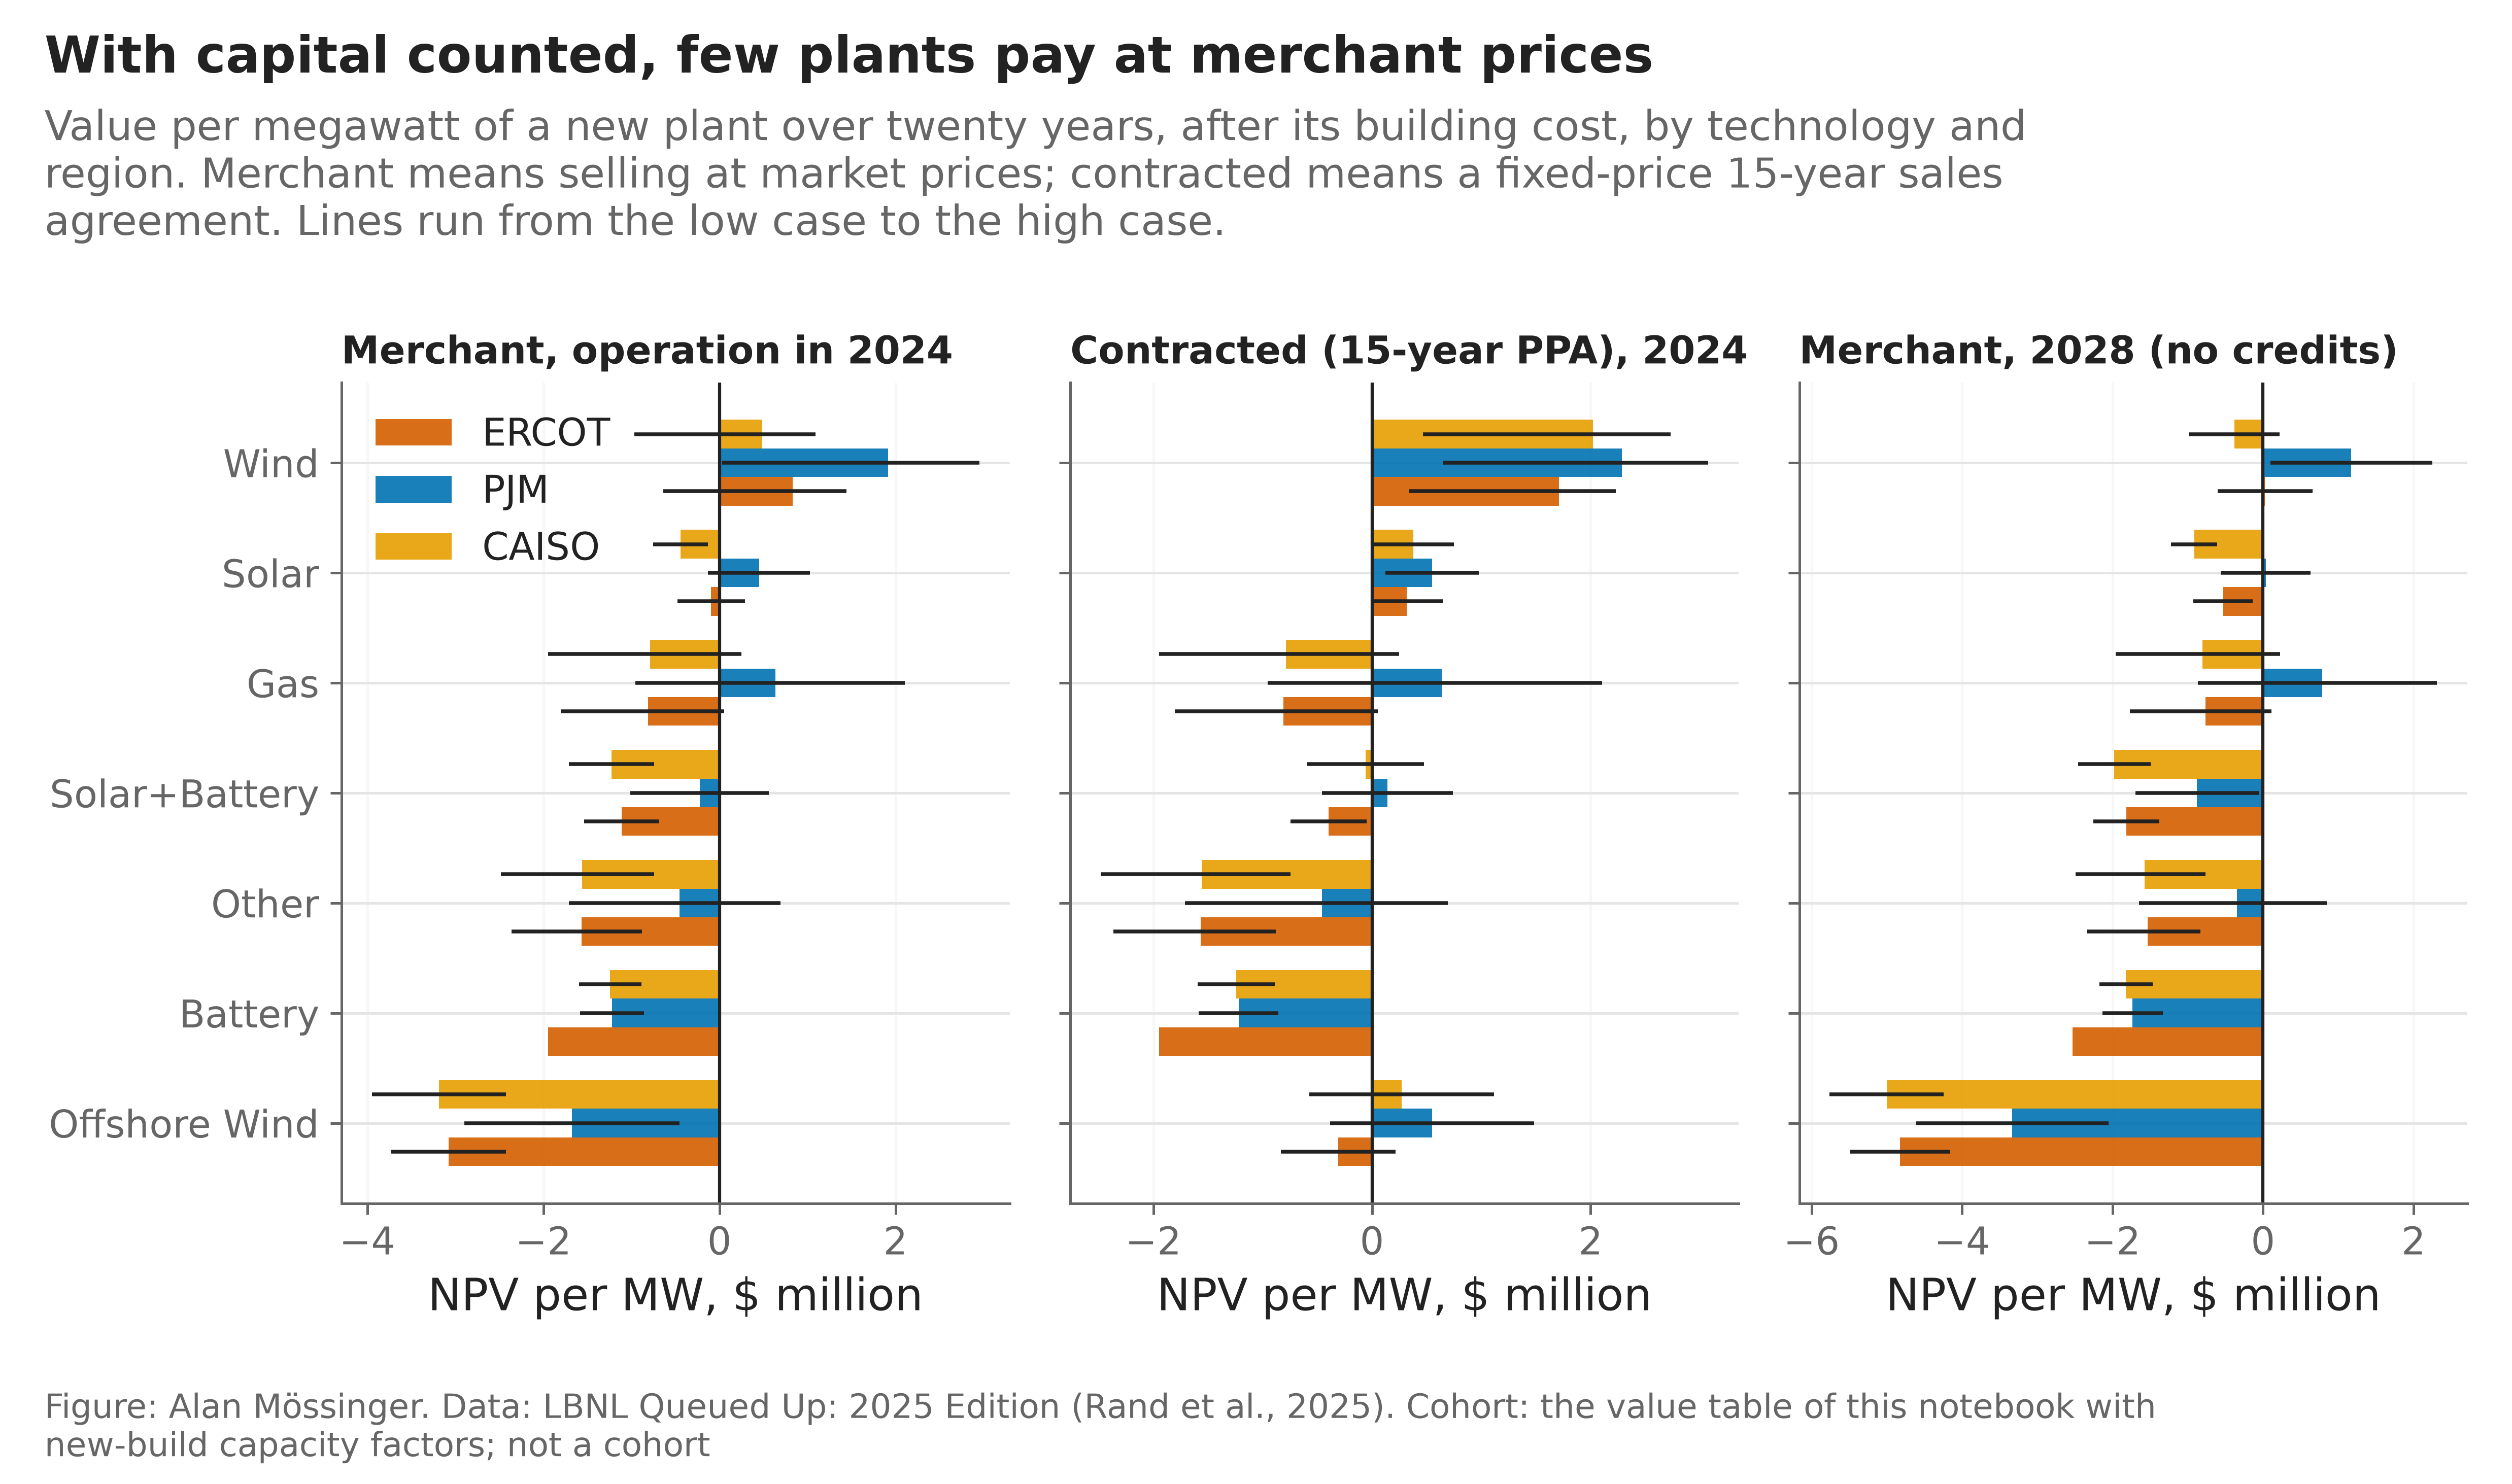 With capital counted, few plants pay at merchant prices
Value per megawatt of a new plant over twenty years, after its building cost, by technology and
region. Merchant means selling at market prices; contracted means a fixed-price 15-year sales
agreement. Lines run from the low case to the high case.
Merchant, operation in 2024
Contracted (15-year PPA), 2024
Merchant, 2028 (no credits)
ERCOT
PJM
CAISO
Wind
Solar
Gas
Solar+Battery
Other
Battery
Offshore Wind
−4 −2 0 2
−2 0 2
−6 −4 −2 0 2
NPV per MW, $ million
NPV per MW, $ million
NPV per MW, $ million
Figure: Alan Mössinger. Data: LBNL Queued Up: 2025 Edition (Rand et al., 2025). Cohort: the value table of this notebook with
new-build capacity factors; not a cohort